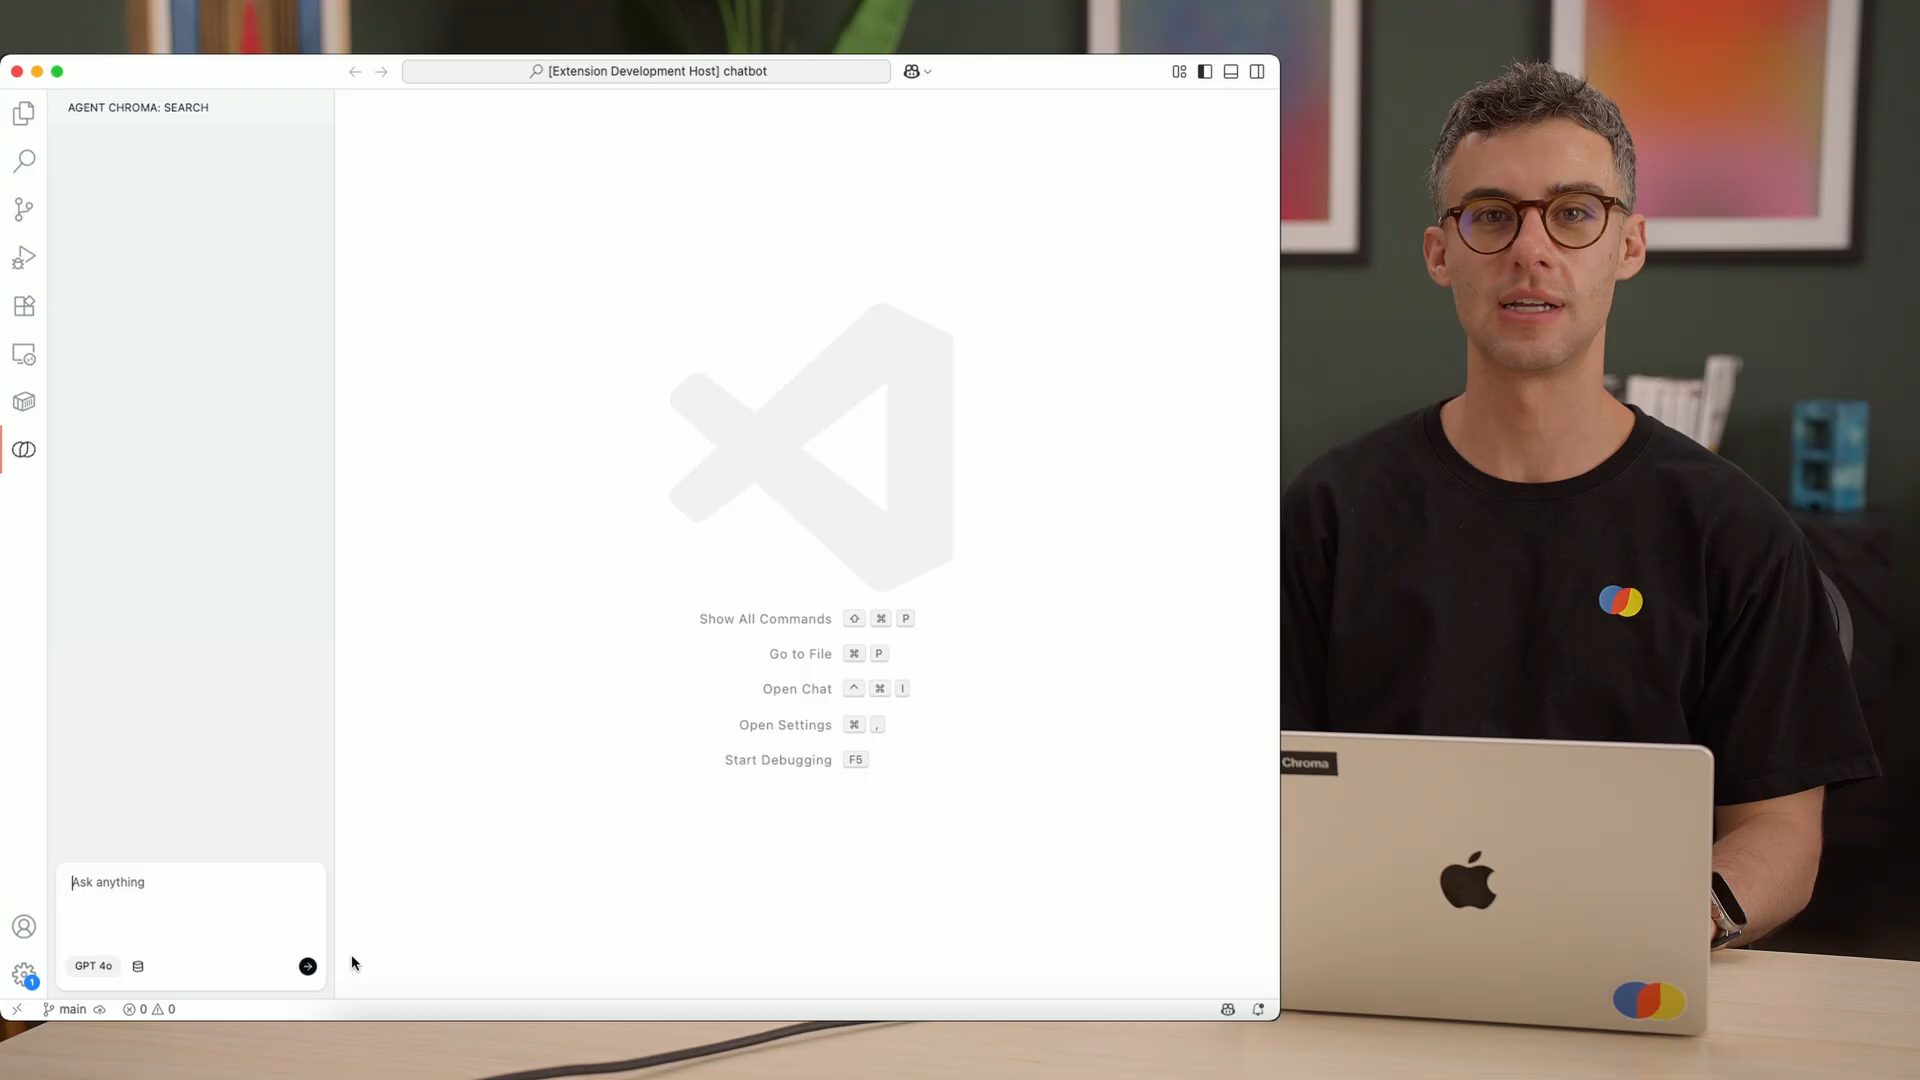 [Extension Development Host] chatbot
AGENT CHROMA: SEARCH
Show All Commands ⇧ ⌘ P
Go to File ⌘ P
Open Chat ^ ⌘ I
Open Settings ⌘ ,
Start Debugging F5
Chroma
Ask anything
GPT 4o
1
main 0 0